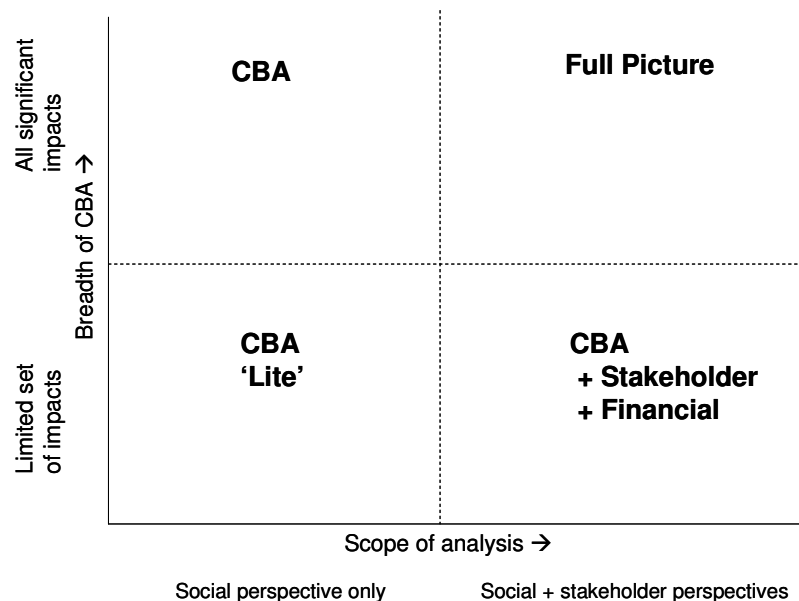 All significant
impacts
Breadth of CBA →
Limited set
of impacts
CBA
Full Picture
CBA
‘Lite’
CBA
+ Stakeholder
+ Financial
Scope of analysis →
Social perspective only
Social + stakeholder perspectives